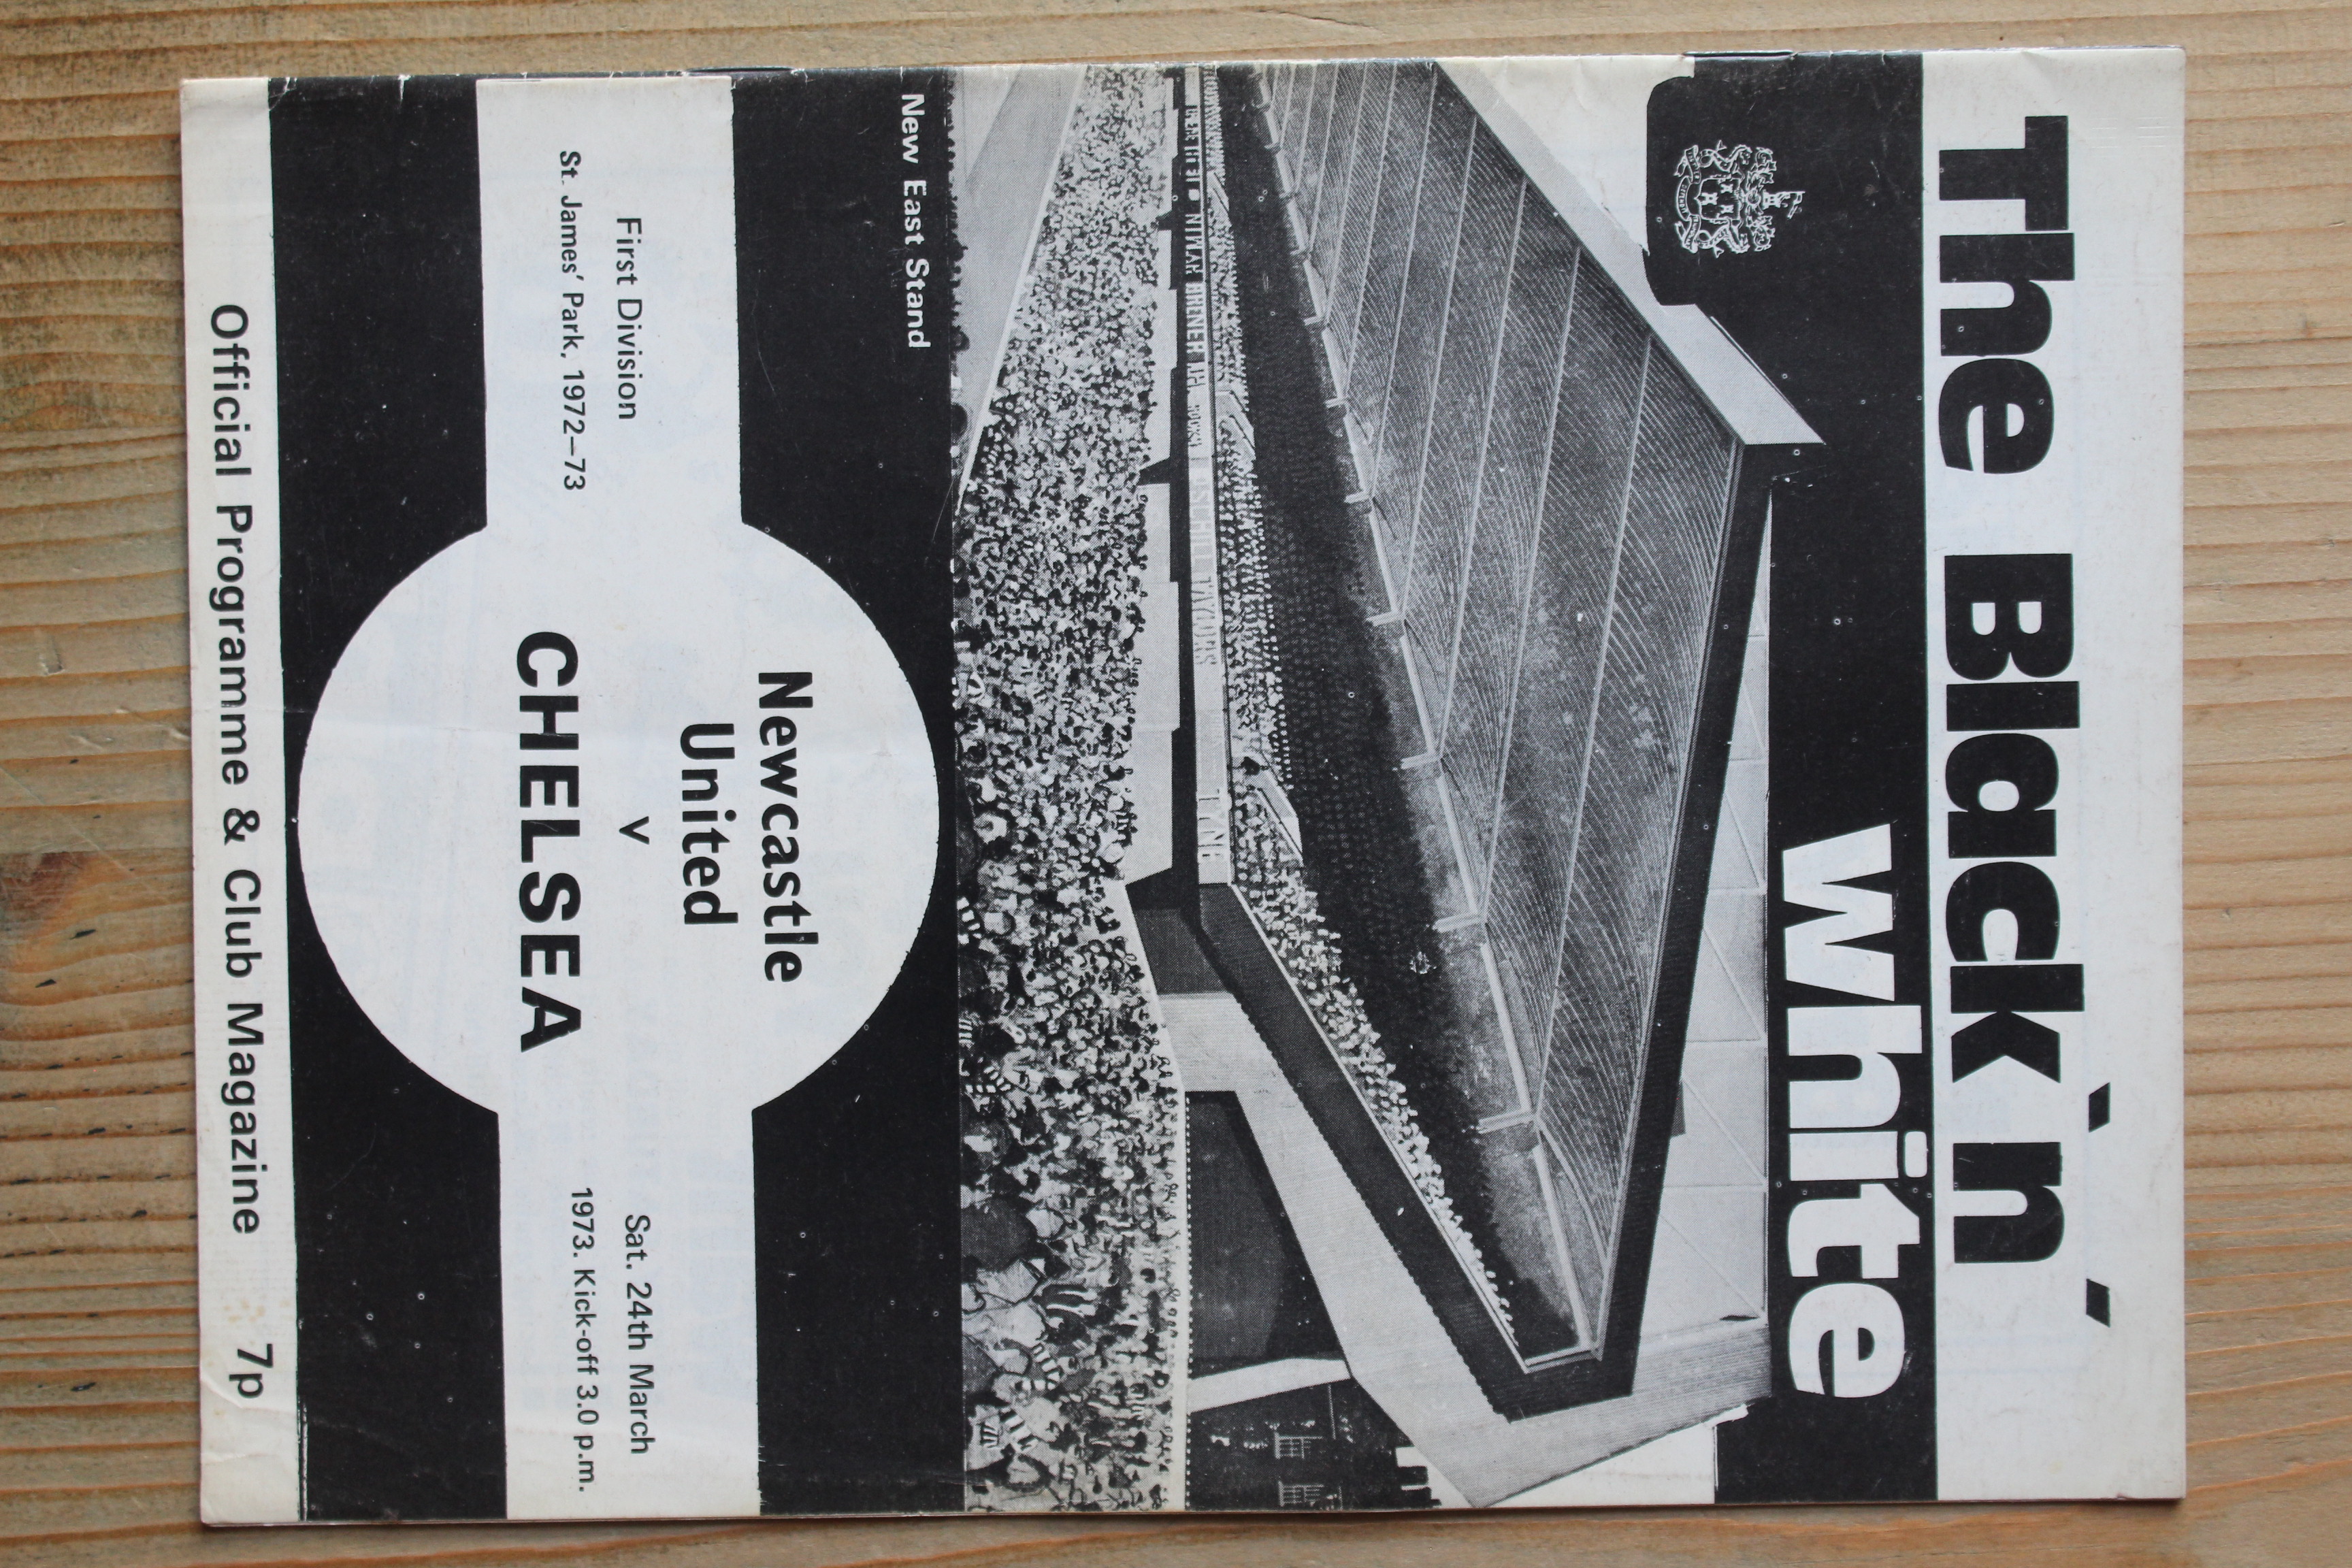 The Black 'n'
white
New East Stand
Newcastle
United
First Division
v
Sat. 24th March
St. James' Park, 1972–73
CHELSEA
1973. Kick-off 3.0 p.m.
Official Programme & Club Magazine 7p